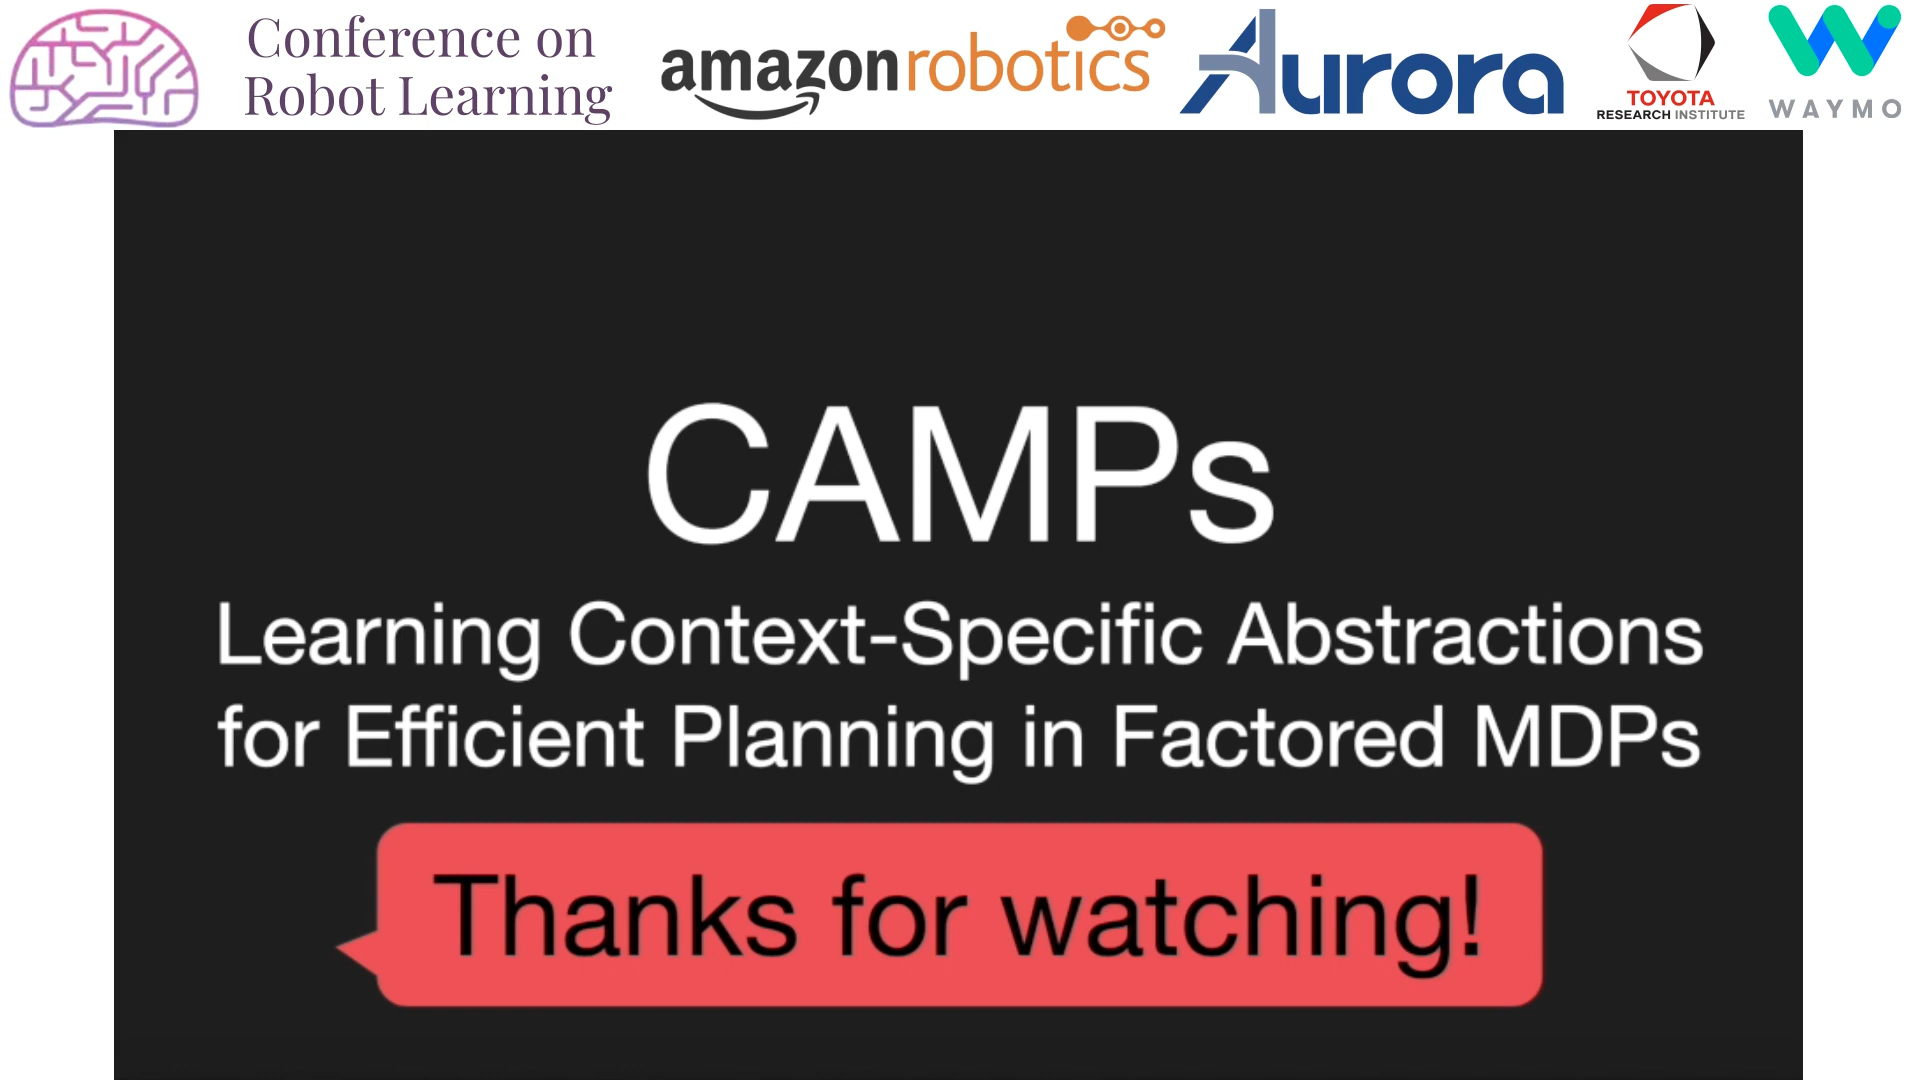 Conference on
Robot Learning
amazon robotics
Aurora
TOYOTA
RESEARCH INSTITUTE
WAYMO
CAMPs
Learning Context-Specific Abstractions
for Efficient Planning in Factored MDPs
Thanks for watching!